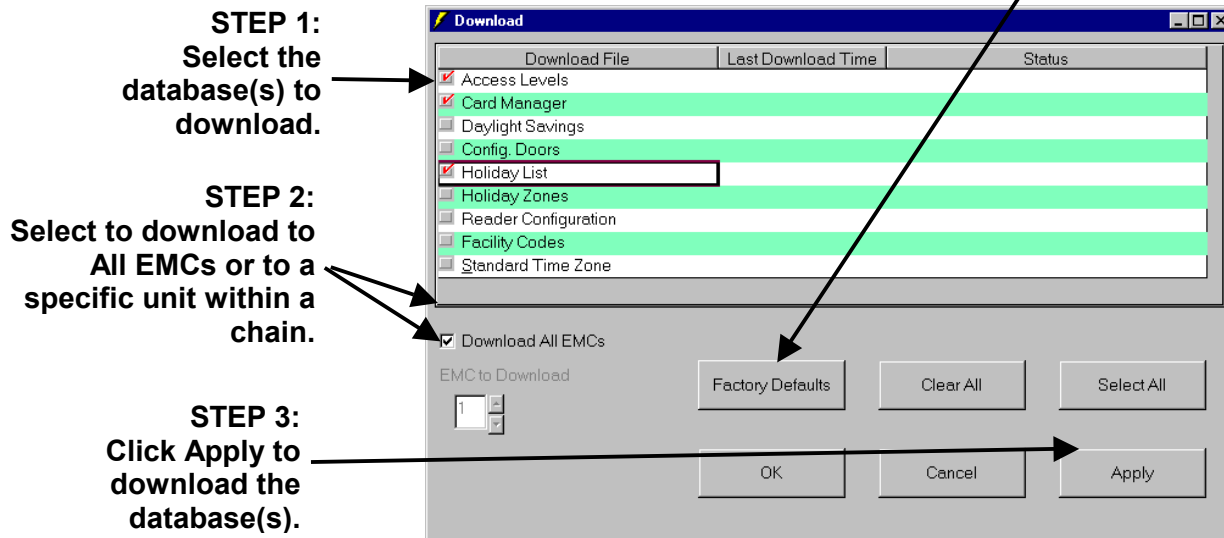 STEP 1:
Select the
database(s) to
download.
STEP 2:
Select to download to
All EMCs or to a
specific unit within a
chain.
STEP 3:
Click Apply to
download the
database(s).
Download
Download File Last Download Time Status
Access Levels
Card Manager
Daylight Savings
Config. Doors
Holiday List
Holiday Zones
Reader Configuration
Facility Codes
Standard Time Zone
Download All EMCs
EMC to Download
1
Factory Defaults Clear All Select All
OK Cancel Apply